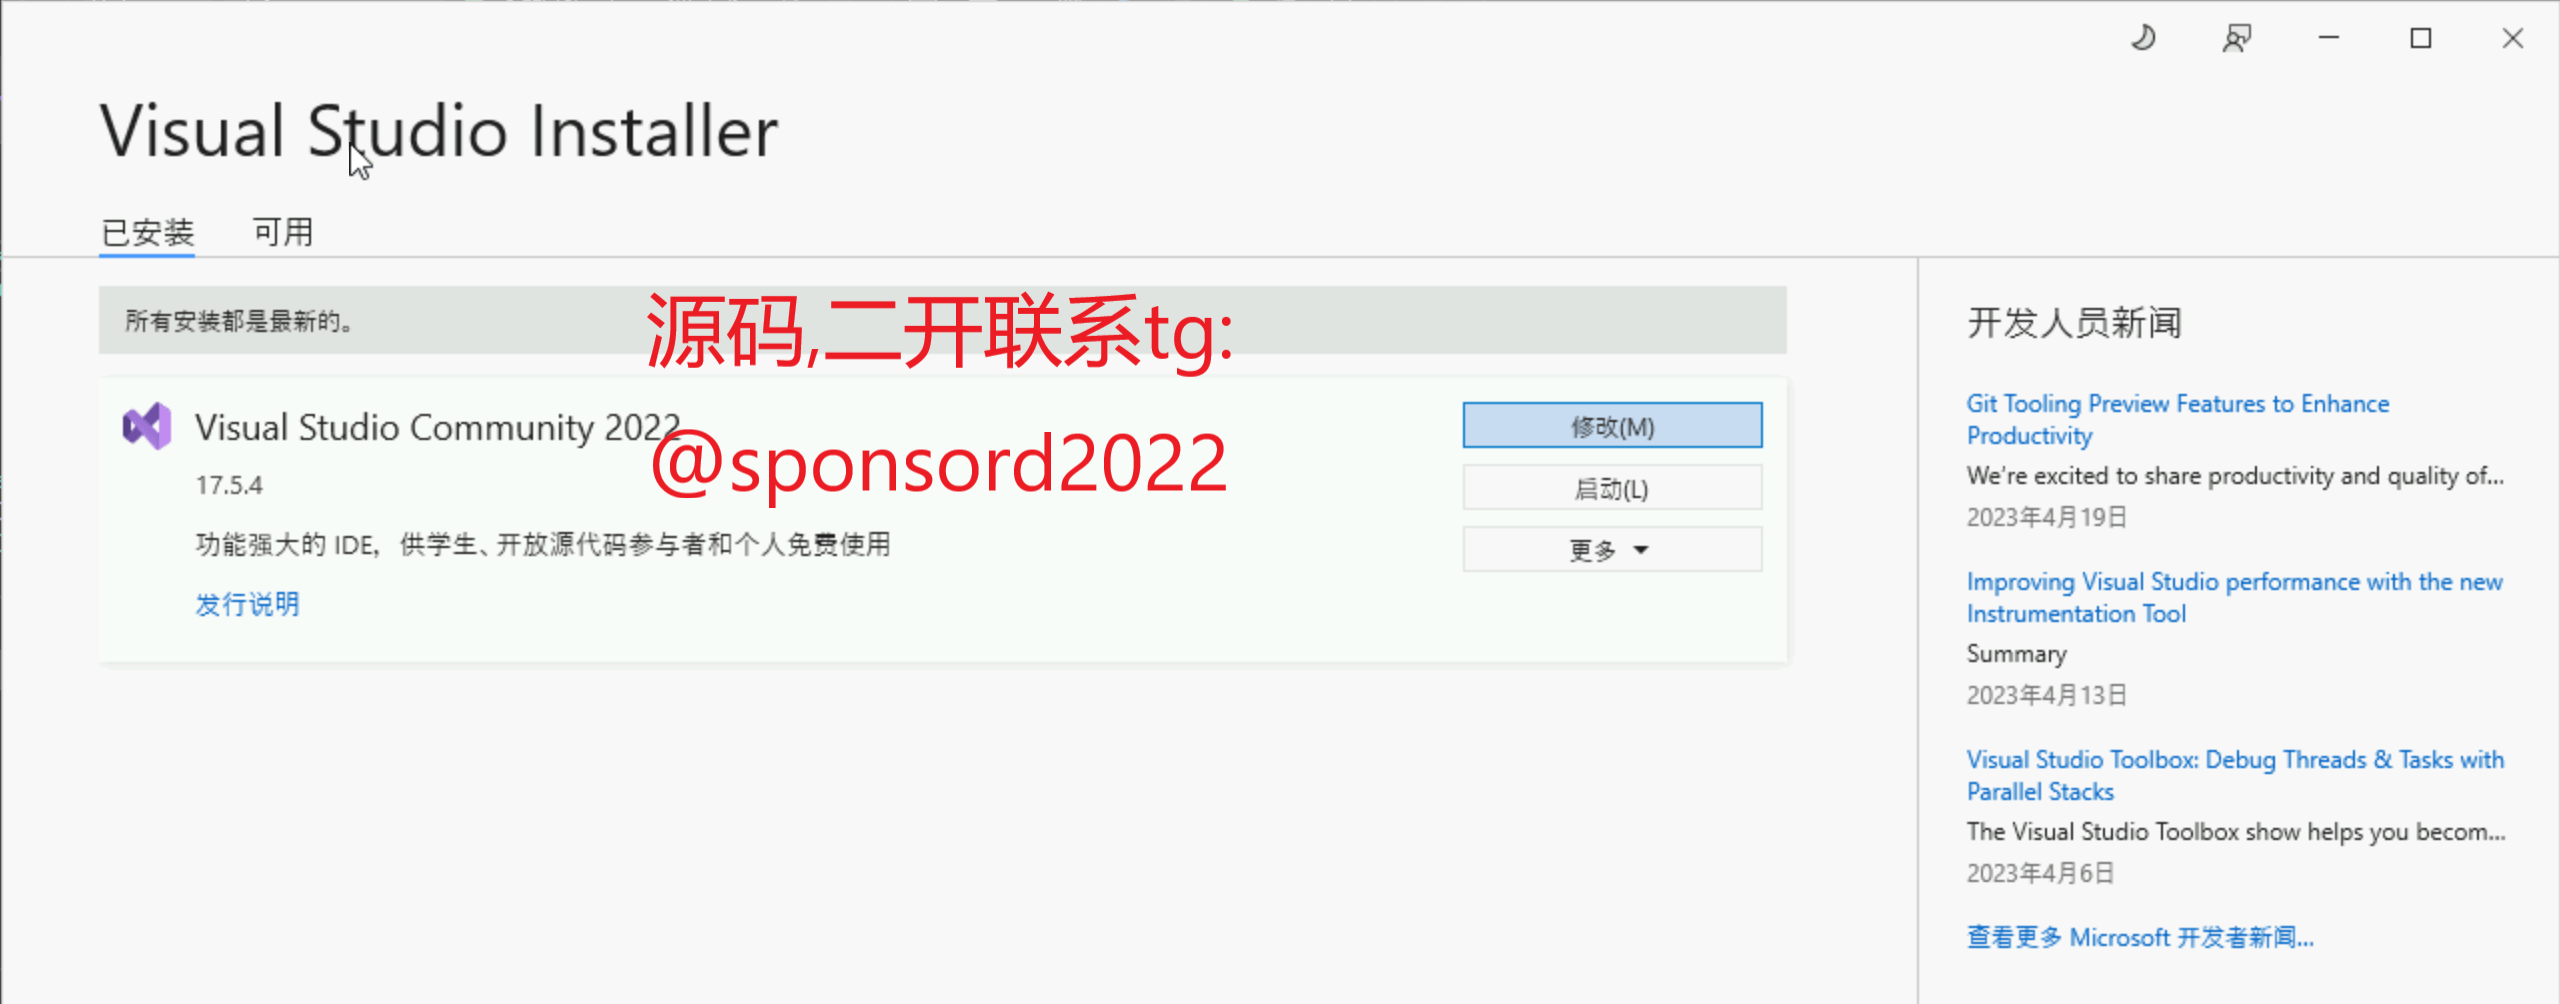 Visual Studio Installer
已安装 可用
所有安装都是最新的。
源码,二开联系tg:
@sponsord2022
Visual Studio Community 2022
17.5.4
功能强大的 IDE，供学生、开放源代码参与者和个人免费使用
发行说明
修改(M)
启动(L)
更多
开发人员新闻
Git Tooling Preview Features to Enhance
Productivity
We're excited to share productivity and quality of...
2023年4月19日
Improving Visual Studio performance with the new
Instrumentation Tool
Summary
2023年4月13日
Visual Studio Toolbox: Debug Threads & Tasks with
Parallel Stacks
The Visual Studio Toolbox show helps you becom...
2023年4月6日
查看更多 Microsoft 开发者新闻...